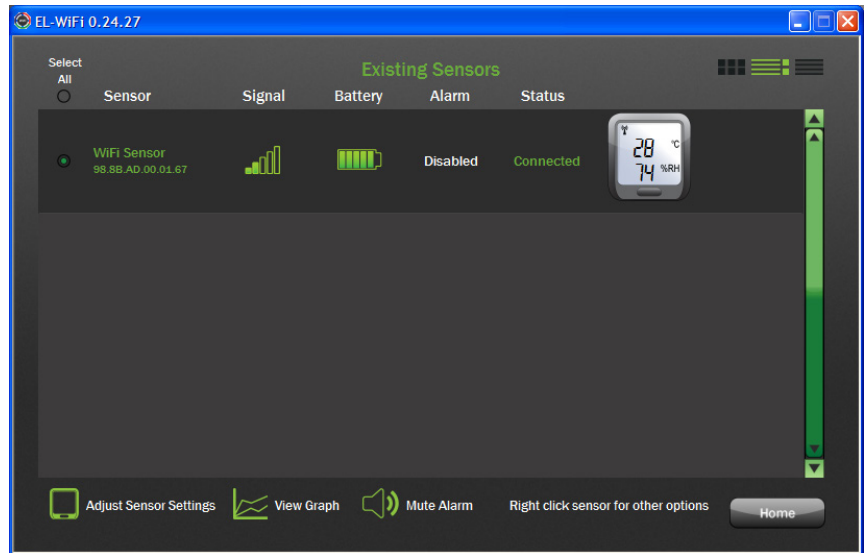 EL-WiFi 0.24.27
Existing Sensors
Select
All
Sensor Signal Battery Alarm Status
WiFi Sensor
98.8B.AD.00.01.67
Disabled Connected
28 °C
74 %RH
Adjust Sensor Settings View Graph Mute Alarm Right click sensor for other options Home